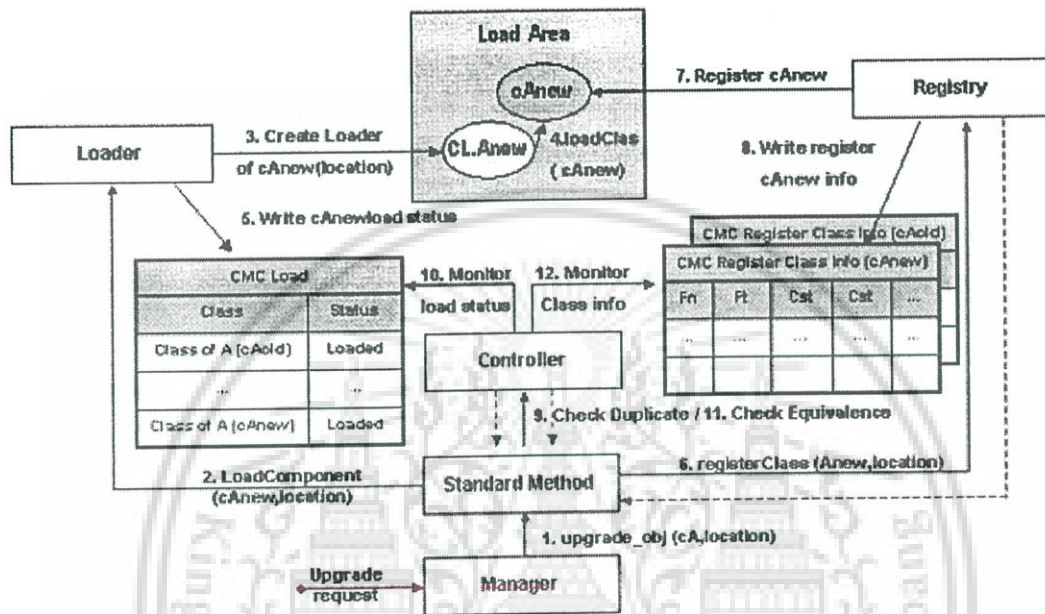 Load Area
cAnew
CL.Anew
4.loadClas
( cAnew)
7. Register cAnew
Registry
Loader
3. Create Loader
of cAnew(location)
8. Write register
cAnew info
5. Write cAnewload status
CMC Register Class Info (cAold)
CMC Register Class Info (cAnew)
Fn Ft Cst Cst ...
... ... ... ... ...
CMC Load
Class Status
Class of A (cAold) Loaded
... ...
Class of A (cAnew) Loaded
10. Monitor
load status
12. Monitor
Class info
Controller
9. Check Duplicate / 11. Check Equivalence
2. LoadComponent
(cAnew,location)
Standard Method
6. registerClass (Anew,location)
1. upgrade_obj (cA,location)
Upgrade
request
Manager